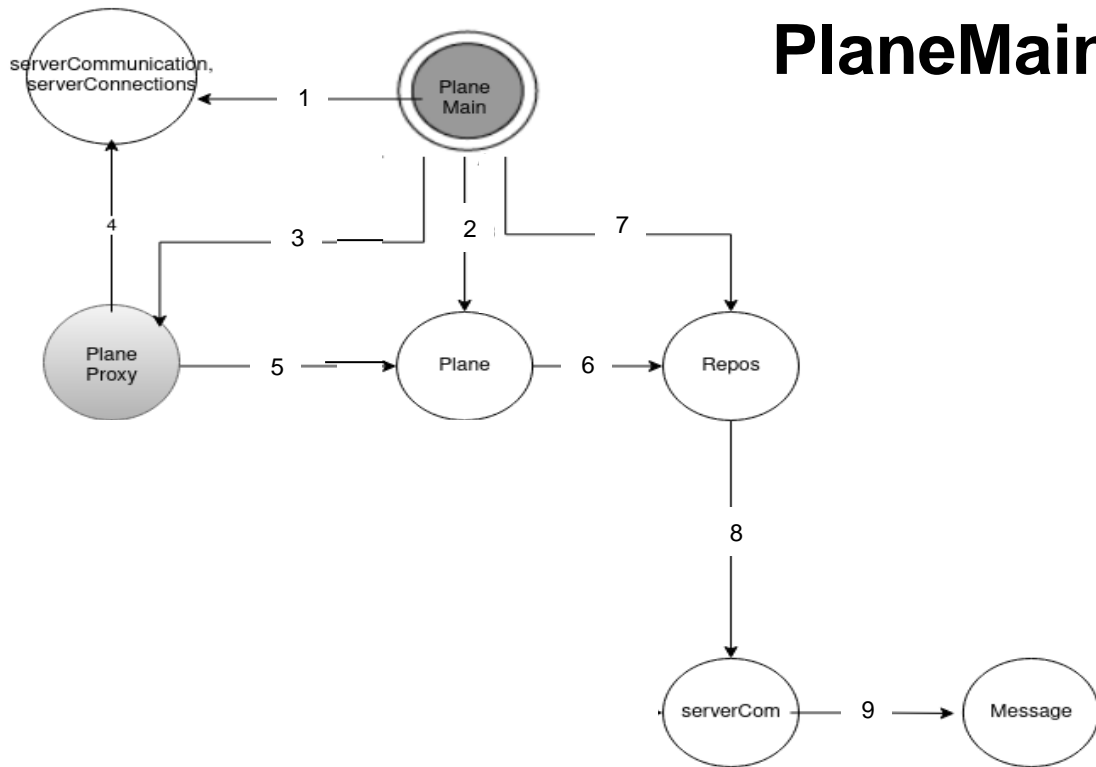 PlaneMain
serverCommunication,
serverConnections
Plane
Main
1
4
3
2
7
Plane
Proxy
5
Plane
6
Repos
8
serverCom
9
Message